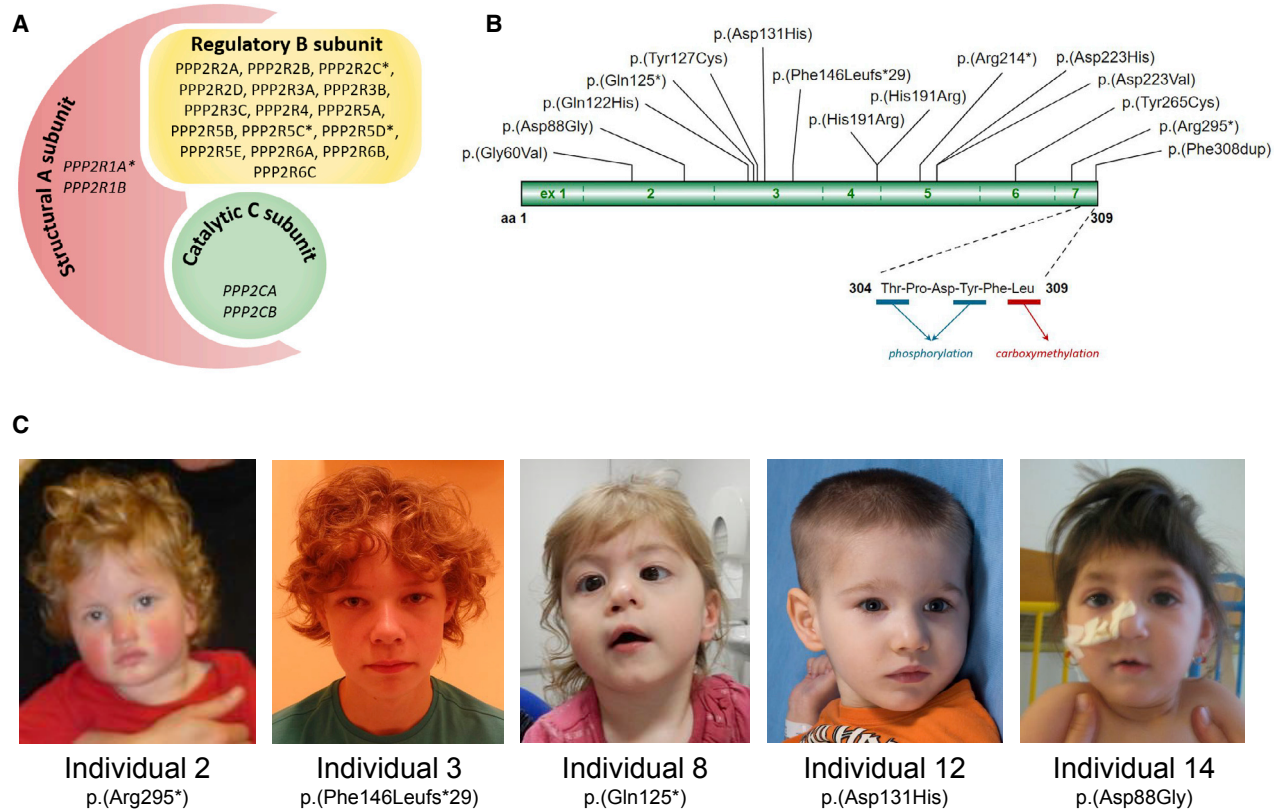 A
Regulatory B subunit
PPP2R2A, PPP2R2B, PPP2R2C*,
PPP2R2D, PPP2R3A, PPP2R3B,
PPP2R3C, PPP2R4, PPP2R5A,
PPP2R5B, PPP2R5C*, PPP2R5D*,
PPP2R5E, PPP2R6A, PPP2R6B,
PPP2R6C
Structural A subunit
PPP2R1A*
PPP2R1B
Catalytic C subunit
PPP2CA
PPP2CB
B
p.(Gly60Val)
p.(Asp88Gly)
p.(Gln122His)
p.(Gln125*)
p.(Tyr127Cys)
p.(Asp131His)
p.(Phe146Leufs*29)
p.(His191Arg)
p.(His191Arg)
p.(Arg214*)
p.(Asp223His)
p.(Asp223Val)
p.(Tyr265Cys)
p.(Arg295*)
p.(Phe308dup)
ex 1 2 3 4 5 6 7
aa 1 309
304 Thr-Pro-Asp-Tyr-Phe-Leu 309
phosphorylation carboxymethylation
C
Individual 2
p.(Arg295*)
Individual 3
p.(Phe146Leufs*29)
Individual 8
p.(Gln125*)
Individual 12
p.(Asp131His)
Individual 14
p.(Asp88Gly)